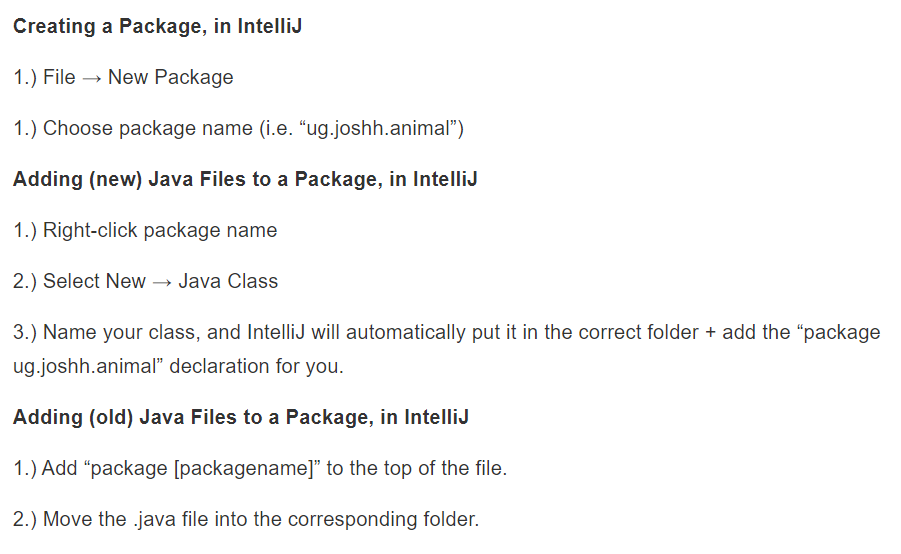 Creating a Package, in IntelliJ
1.) File → New Package
1.) Choose package name (i.e. “ug.joshh.animal”)
Adding (new) Java Files to a Package, in IntelliJ
1.) Right-click package name
2.) Select New → Java Class
3.) Name your class, and IntelliJ will automatically put it in the correct folder + add the “package
ug.joshh.animal” declaration for you.
Adding (old) Java Files to a Package, in IntelliJ
1.) Add “package [packagename]” to the top of the file.
2.) Move the .java file into the corresponding folder.